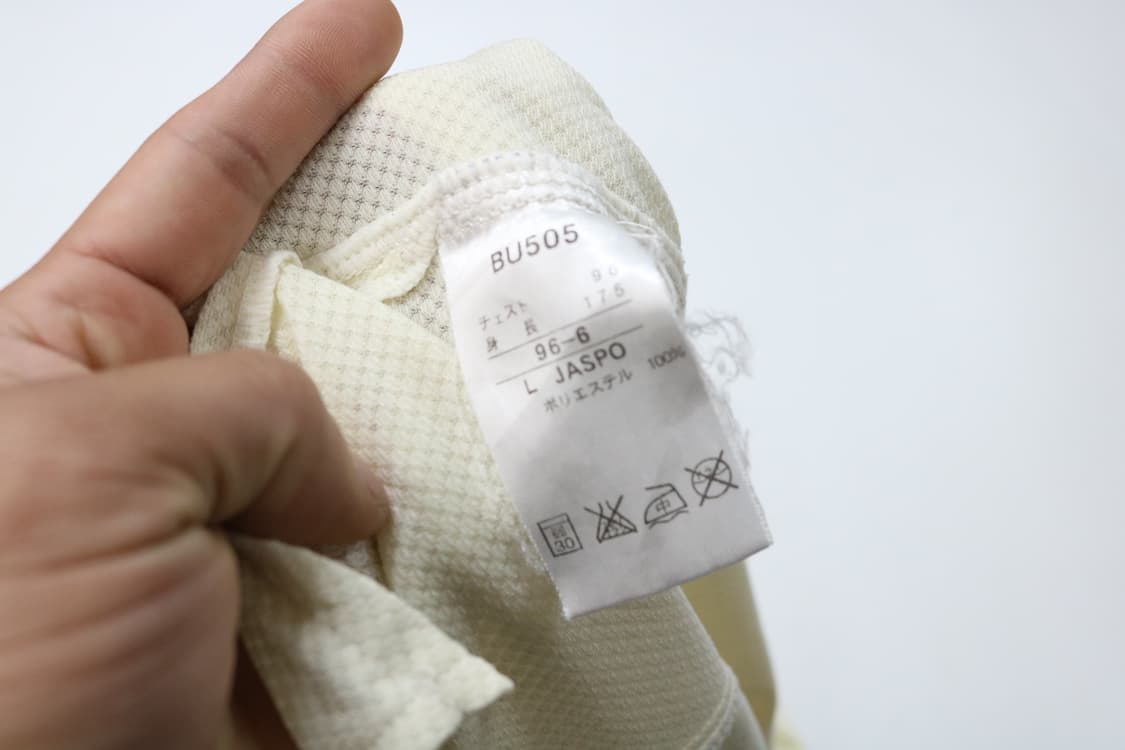 BU505
チェスト 96
身長 175
96-6
L JASPO
ポリエステル 100%
30
中